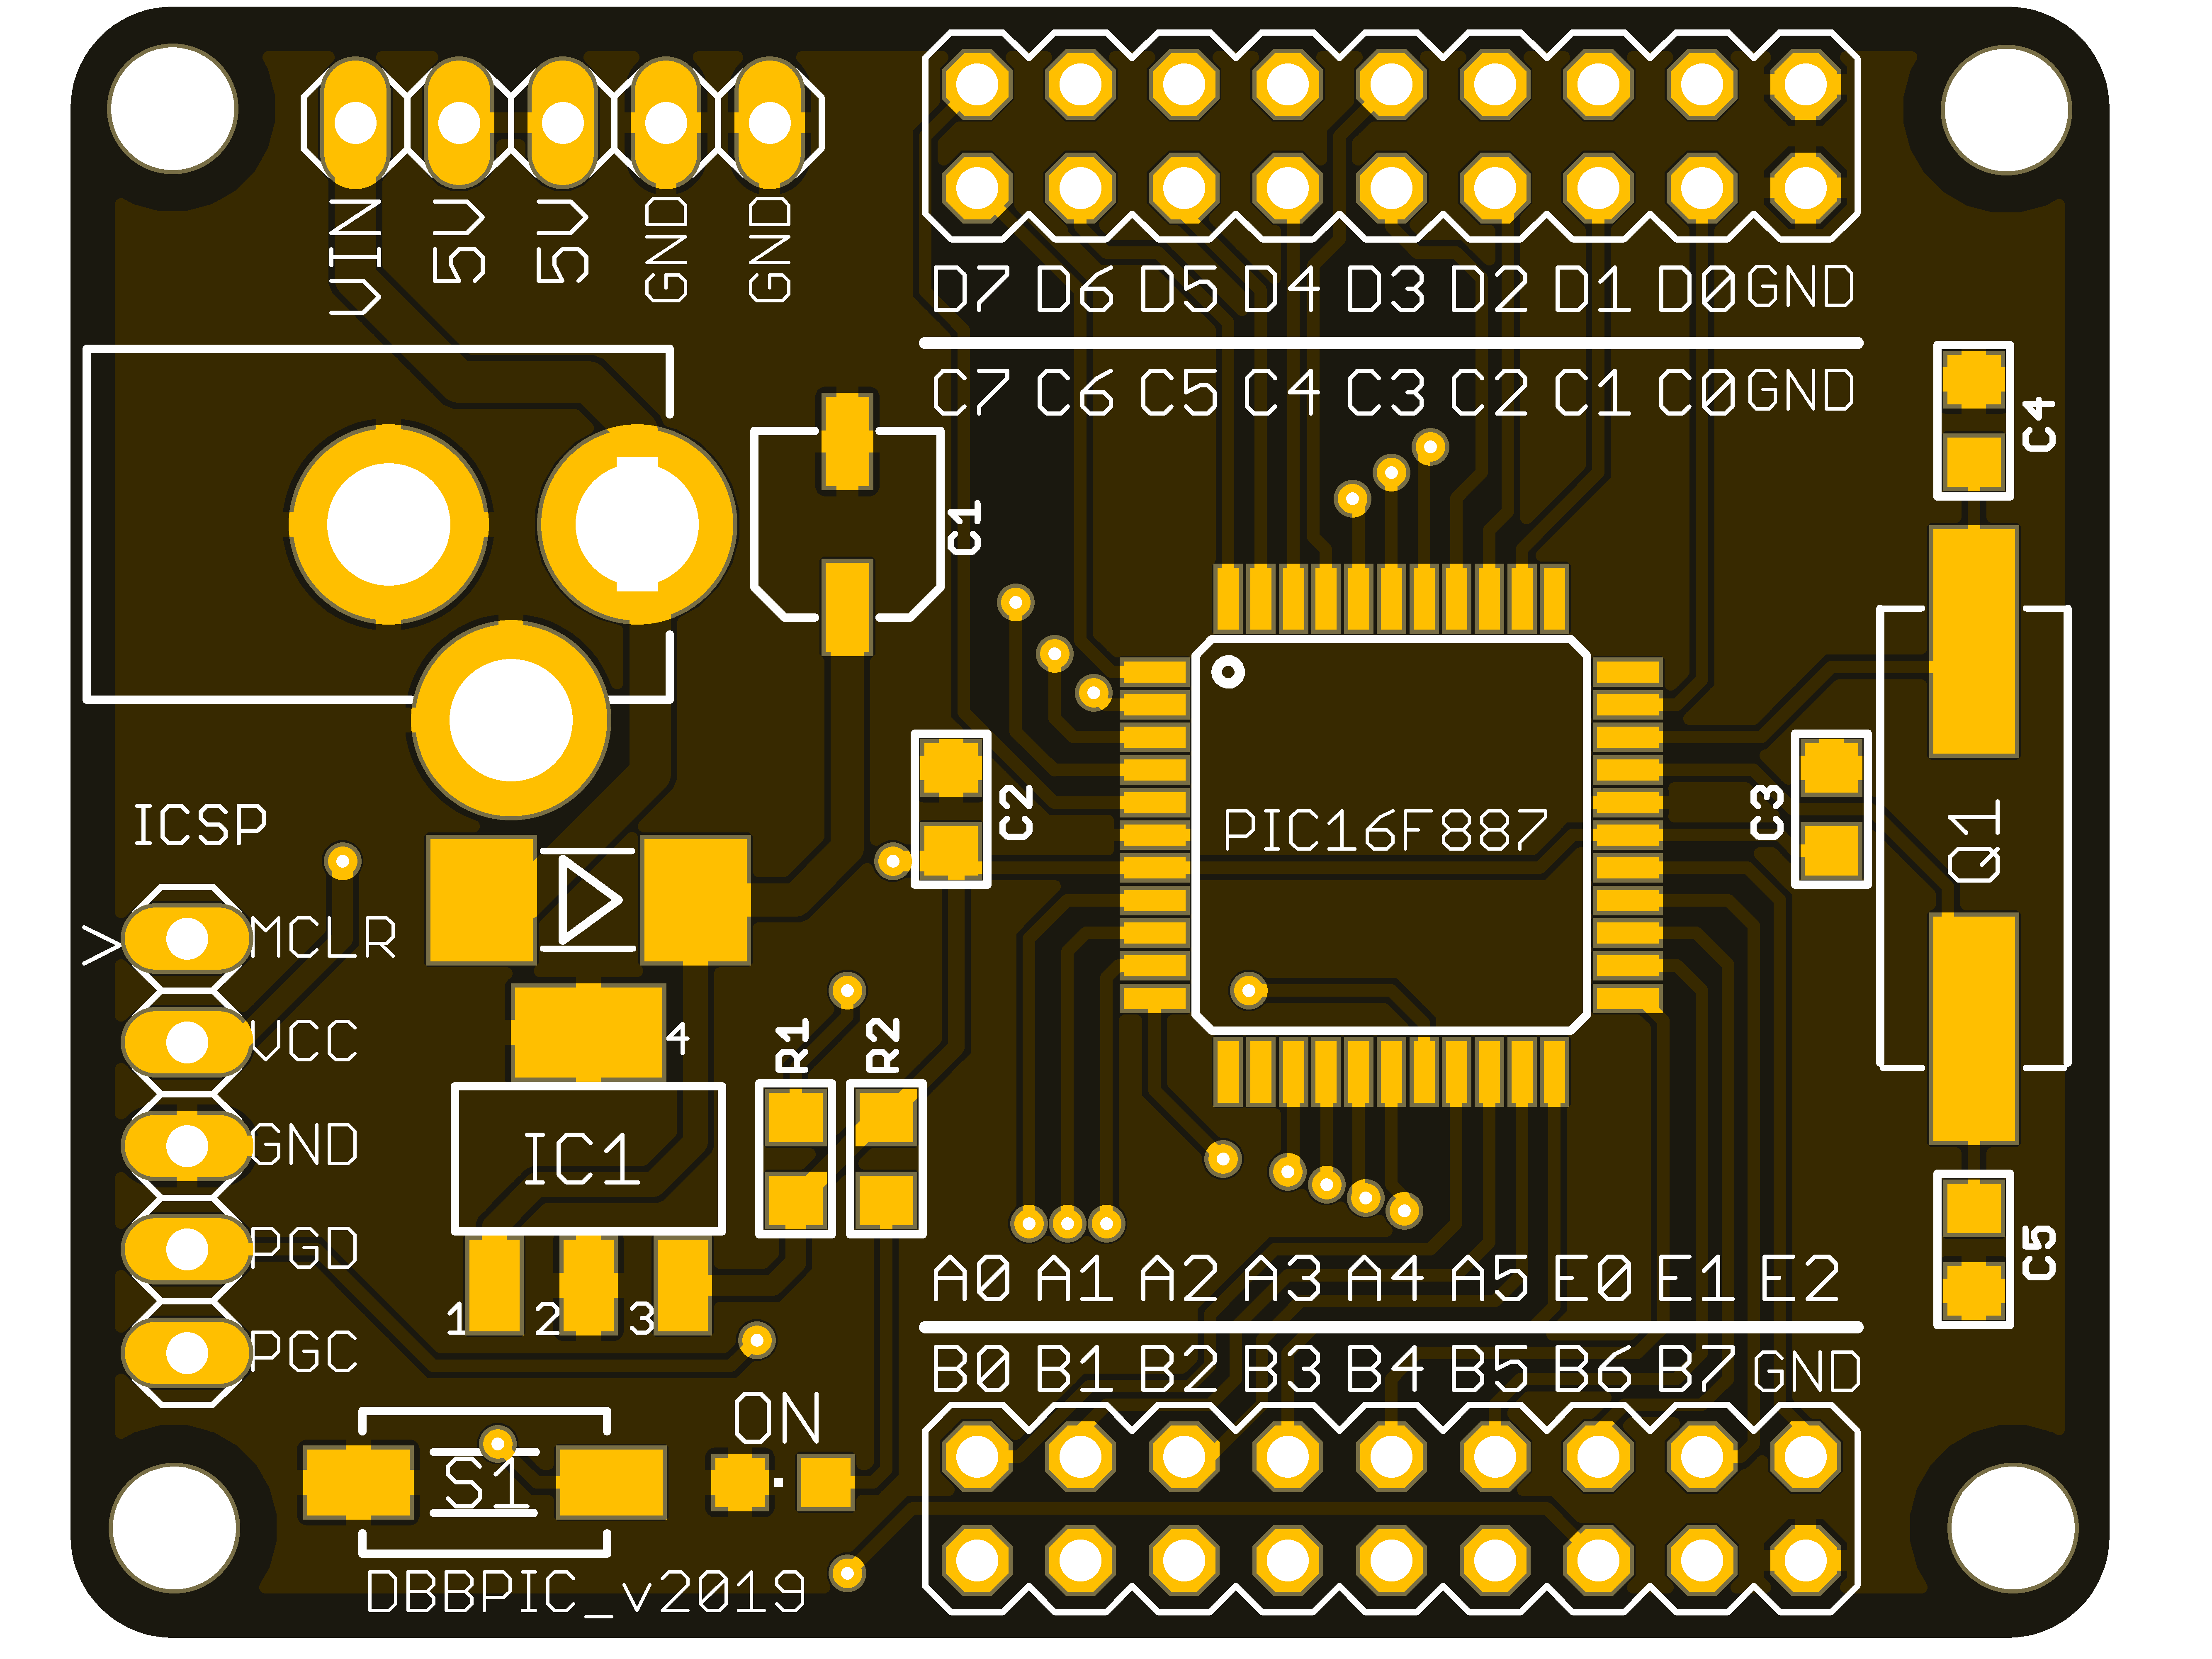 VIN 5V 5V GND GND
D7 D6 D5 D4 D3 D2 D1 D0 GND
C7 C6 C5 C4 C3 C2 C1 C0 GND
C4
C1
C2
PIC16F887
C3
Q1
ICSP
> MCLR
VCC
GND
PGD
PGC
4
IC1
1 2 3
R1
R2
C5
A0 A1 A2 A3 A4 A5 E0 E1 E2
B0 B1 B2 B3 B4 B5 B6 B7 GND
ON
S1
DBBPIC_v2019